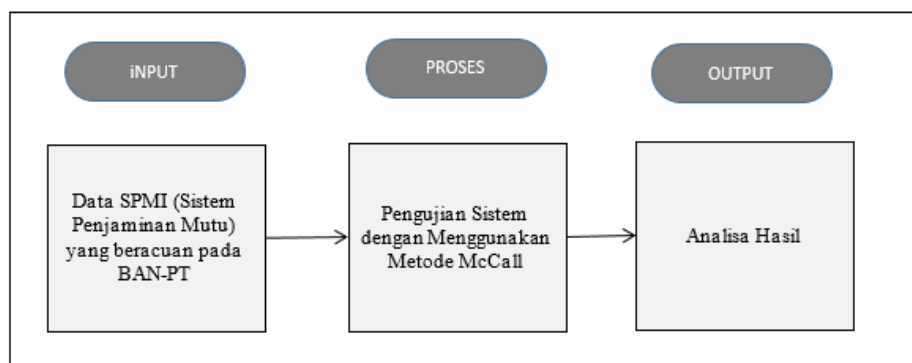 iNPUT
PROSES
OUTPUT
Data SPMI (Sistem
Penjaminan Mutu)
yang beracuan pada
BAN-PT
Pengujian Sistem
dengan Menggunakan
Metode McCall
Analisa Hasil